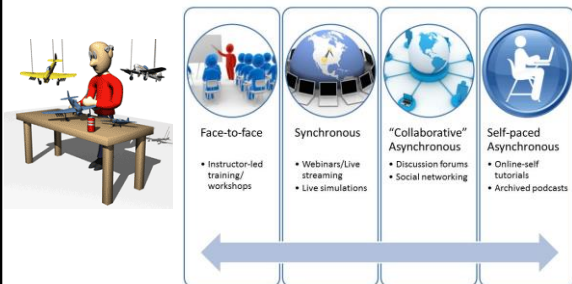 Face-to-face
• Instructor-led
training/
workshops
Synchronous
• Webinars/Live
streaming
• Live simulations
“Collaborative”
Asynchronous
• Discussion forums
• Social networking
Self-paced
Asynchronous
• Online-self
tutorials
• Archived podcasts